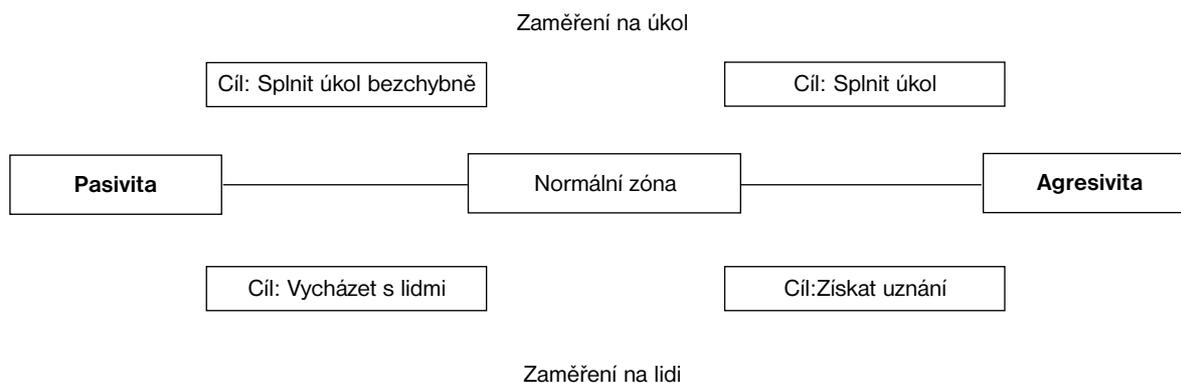 Zaměření na úkol
Cíl: Splnit úkol bezchybně
Cíl: Splnit úkol
Pasivita
Normální zóna
Agresivita
Cíl: Vycházet s lidmi
Cíl:Získat uznání
Zaměření na lidi